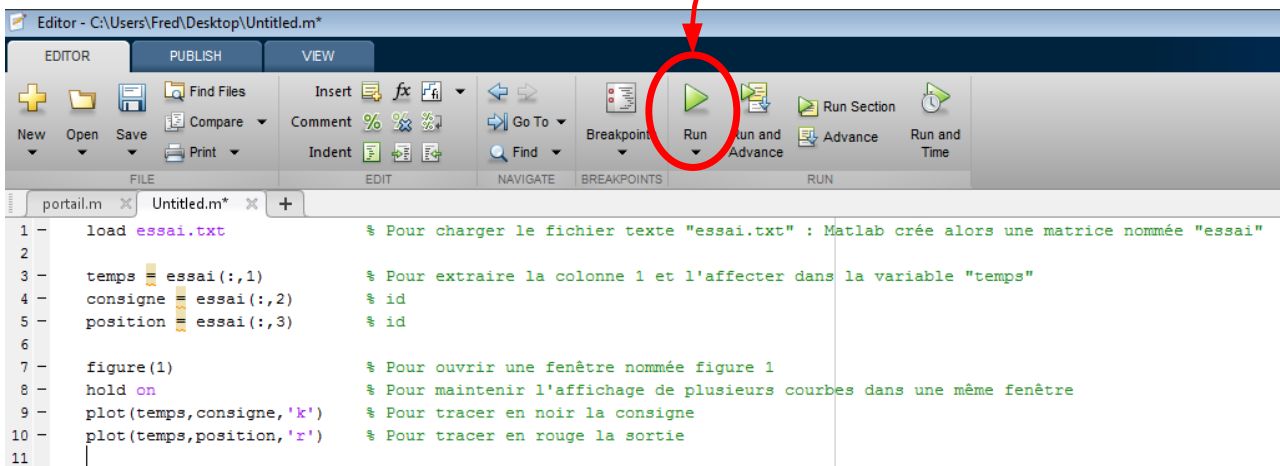 Editor - C:\Users\Fred\Desktop\Untitled.m*
EDITOR PUBLISH VIEW
New Open Save Find Files Compare Print
Insert fx
Comment
Indent
Go To
Find
Breakpoints
Run
Run and Advance
Run Section
Advance
Run and Time
FILE EDIT NAVIGATE BREAKPOINTS RUN
portail.m Untitled.m* +
1 - load essai.txt % Pour charger le fichier texte "essai.txt" : Matlab crée alors une matrice nommée "essai"
2
3 - temps = essai(:,1) % Pour extraire la colonne 1 et l'affecter dans la variable "temps"
4 - consigne = essai(:,2) % id
5 - position = essai(:,3) % id
6
7 - figure(1) % Pour ouvrir une fenêtre nommée figure 1
8 - hold on % Pour maintenir l'affichage de plusieurs courbes dans une même fenêtre
9 - plot(temps,consigne,'k') % Pour tracer en noir la consigne
10 - plot(temps,position,'r') % Pour tracer en rouge la sortie
11